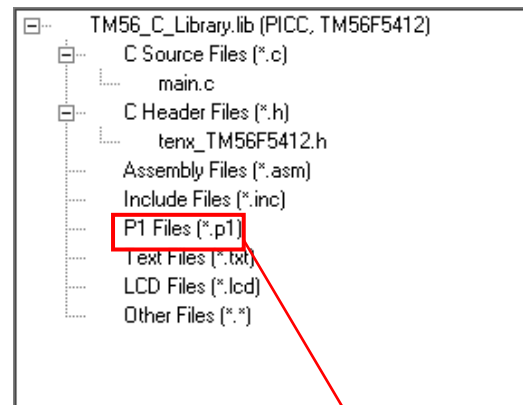 TM56_C_Library.lib (PICC, TM56F5412)
C Source Files (*.c)
main.c
C Header Files (*.h)
tenx_TM56F5412.h
Assembly Files (*.asm)
Include Files (*.inc)
P1 Files (*.p1)
Text Files (*.txt)
LCD Files (*.lcd)
Other Files (*.*)